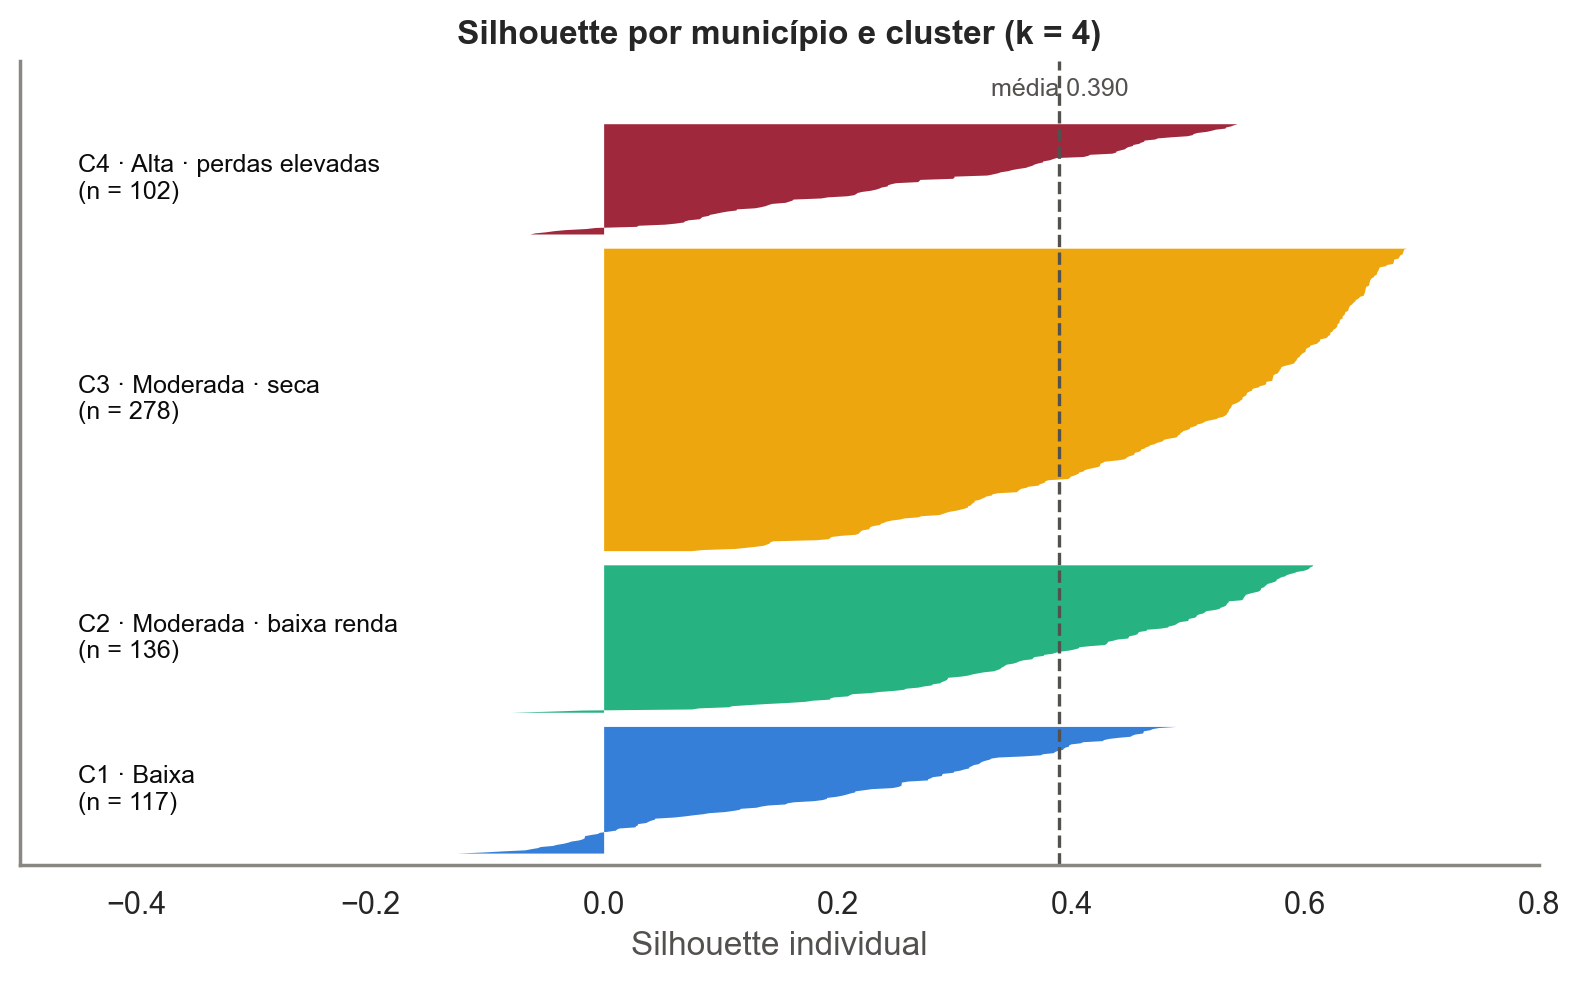 Silhouette por município e cluster (k = 4)
média 0.390
C4 · Alta · perdas elevadas
(n = 102)
C3 · Moderada · seca
(n = 278)
C2 · Moderada · baixa renda
(n = 136)
C1 · Baixa
(n = 117)
−0.4 −0.2 0.0 0.2 0.4 0.6 0.8
Silhouette individual